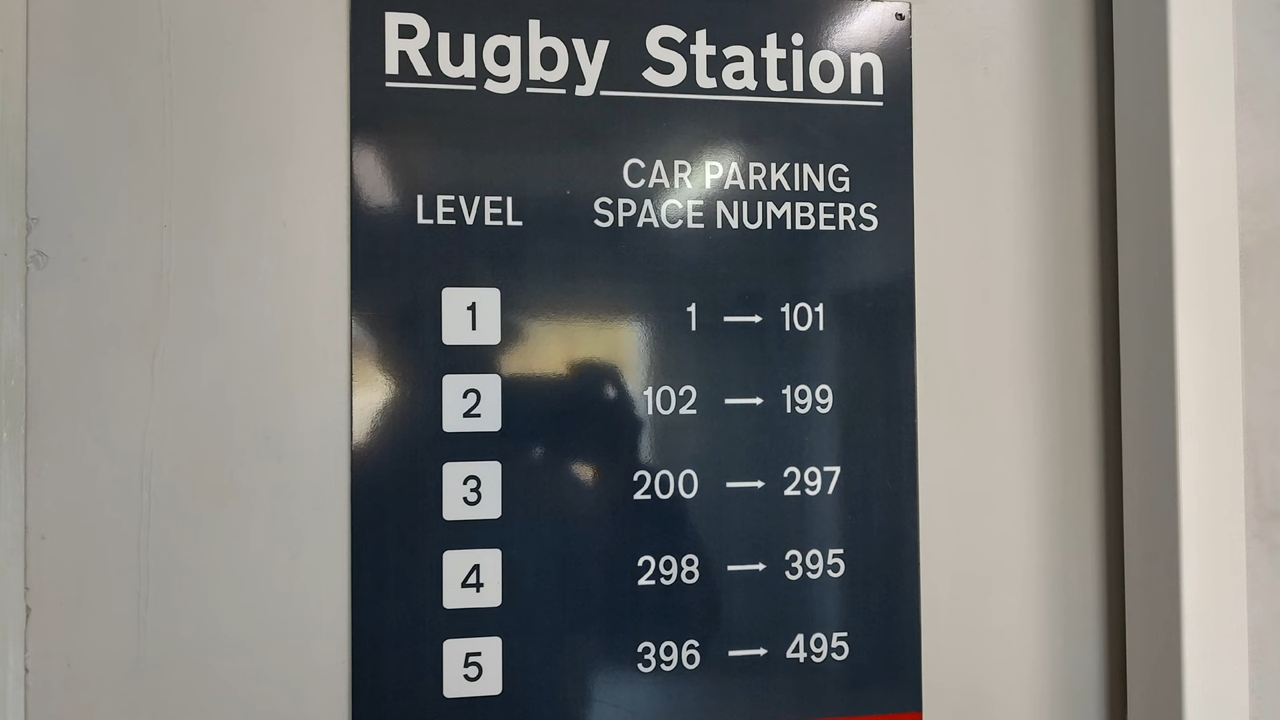 Rugby Station
LEVEL CAR PARKING
SPACE NUMBERS
1 1 → 101
2 102 → 199
3 200 → 297
4 298 → 395
5 396 → 495